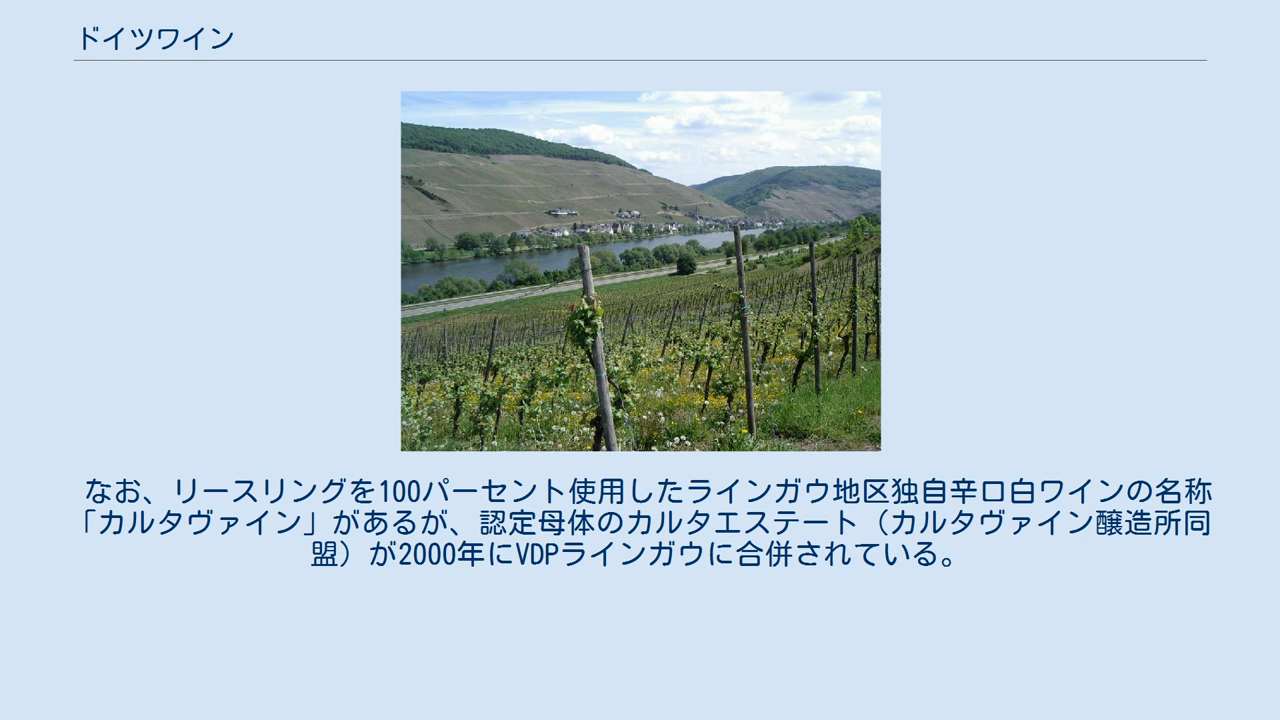 ドイツワイン
なお、リースリングを100パーセント使用したラインガウ地区独自辛口白ワインの名称
「カルタヴァイン」があるが、認定母体のカルタエステート（カルタヴァイン醸造所同
盟）が2000年にVDPラインガウに合併されている。